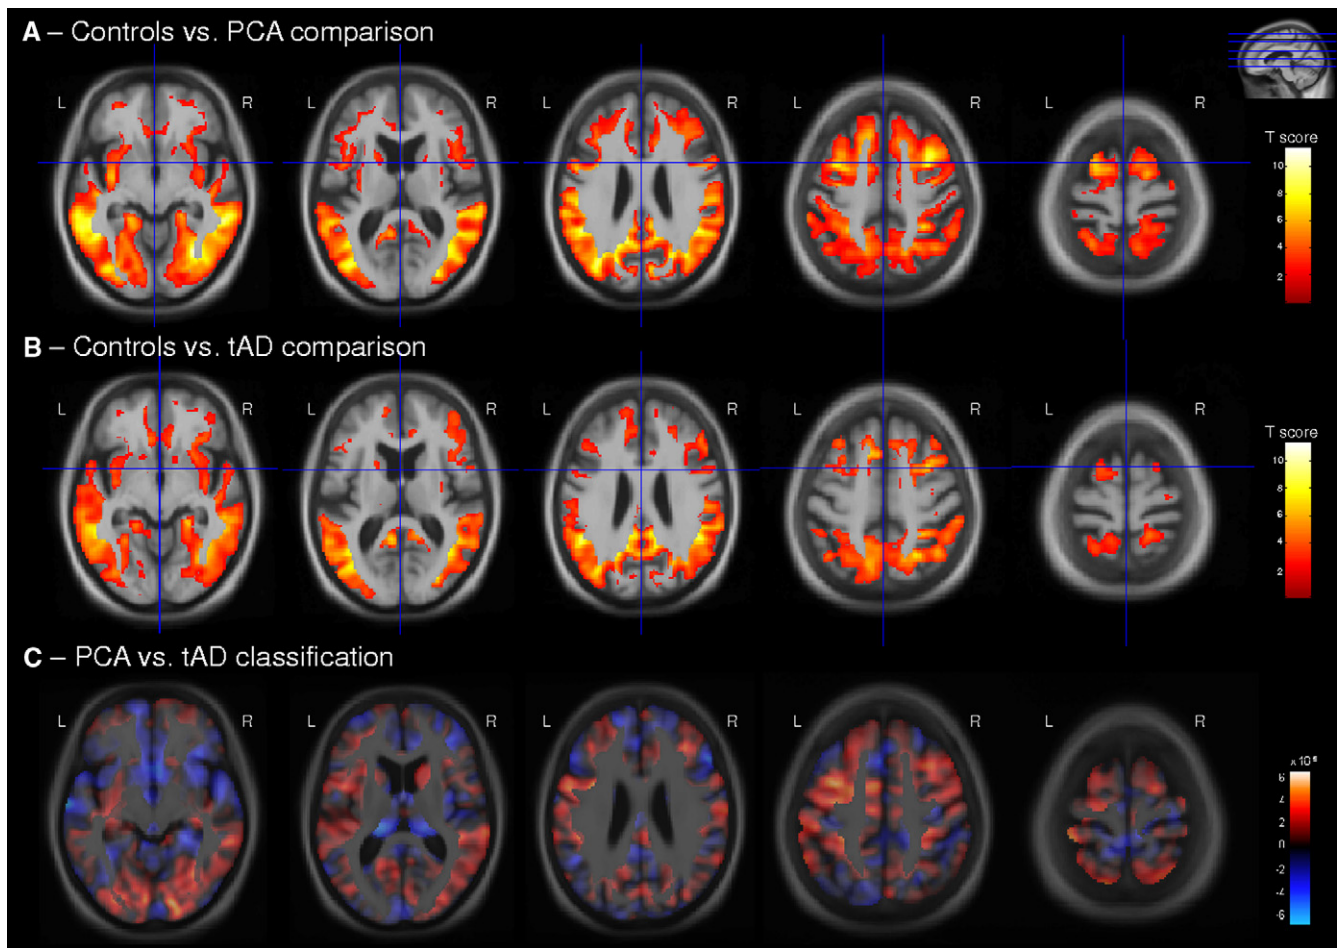 A – Controls vs. PCA comparison
L R L R L R L R L R
T score
10
8
6
4
2
B – Controls vs. tAD comparison
L R L R L R L R L R
T score
10
8
6
4
2
C – PCA vs. tAD classification
L R L R L R L R L R
6
4
2
0
-2
-4
-6